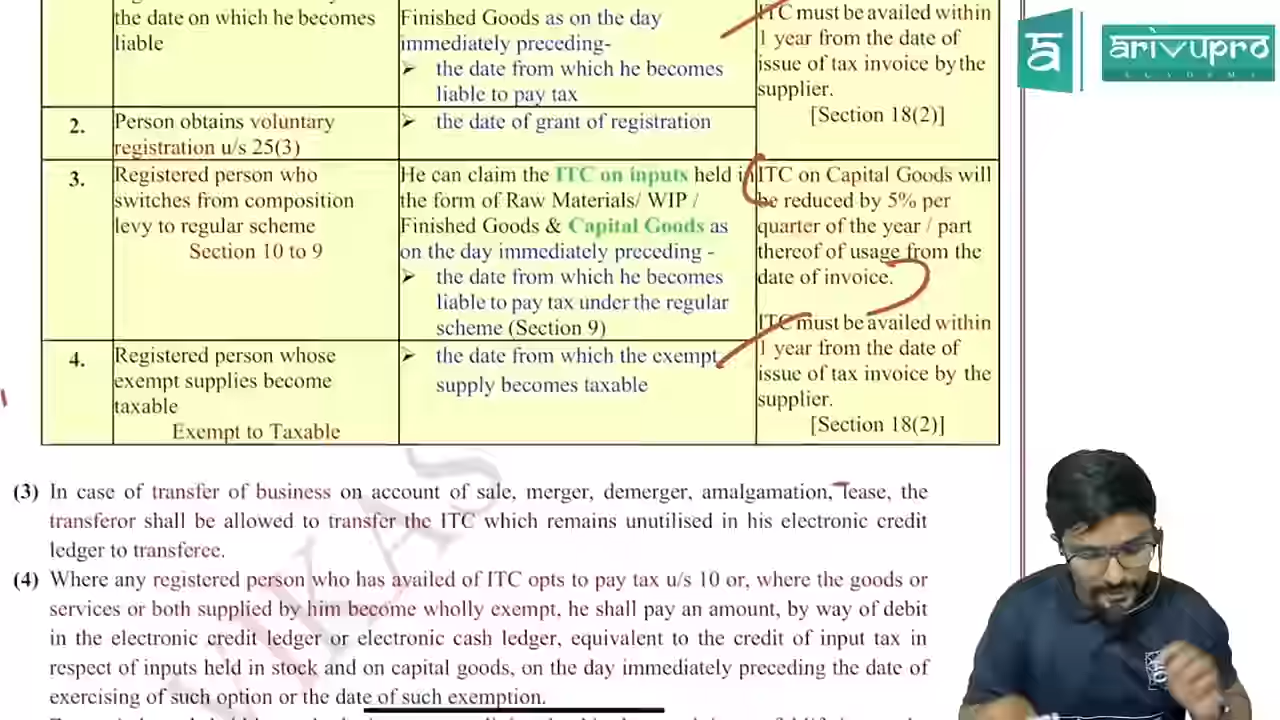 the date on which he becomes
liable
Finished Goods as on the day
immediately preceding-
➢ the date from which he becomes
liable to pay tax
ITC must be availed within
1 year from the date of
issue of tax invoice by the
supplier.
[Section 18(2)]
2.
Person obtains voluntary
registration u/s 25(3)
➢ the date of grant of registration
3.
Registered person who
switches from composition
levy to regular scheme
Section 10 to 9
He can claim the ITC on inputs held in
the form of Raw Materials/ WIP /
Finished Goods & Capital Goods as
on the day immediately preceding -
➢ the date from which he becomes
liable to pay tax under the regular
scheme (Section 9)
ITC on Capital Goods will
be reduced by 5% per
quarter of the year / part
thereof of usage from the
date of invoice.
ITC must be availed within
1 year from the date of
issue of tax invoice by the
supplier.
[Section 18(2)]
4.
Registered person whose
exempt supplies become
taxable
Exempt to Taxable
➢ the date from which the exempt
supply becomes taxable
(3) In case of transfer of business on account of sale, merger, demerger, amalgamation, lease, the
transferor shall be allowed to transfer the ITC which remains unutilised in his electronic credit
ledger to transferee.
(4) Where any registered person who has availed of ITC opts to pay tax u/s 10 or, where the goods or
services or both supplied by him become wholly exempt, he shall pay an amount, by way of debit
in the electronic credit ledger or electronic cash ledger, equivalent to the credit of input tax in
respect of inputs held in stock and on capital goods, on the day immediately preceding the date of
exercising of such option or the date of such exemption.
VIKAS
arivupro
ACADEMY